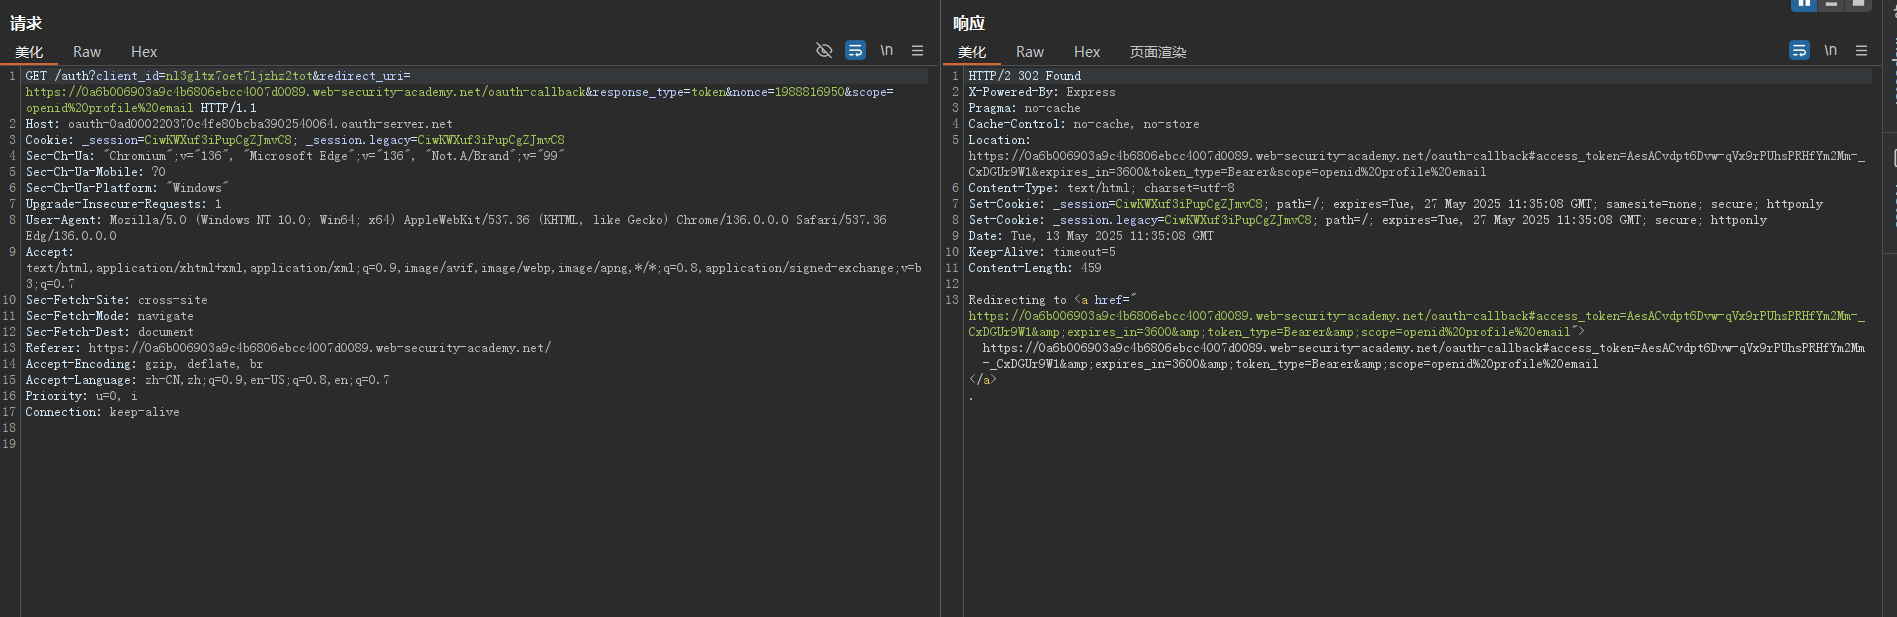 请求
美化 Raw Hex \n
1 GET /auth?client_id=nl3gltx7oet71jzhz2tot&redirect_uri=
https://0a6b006903a9c4b6806ebcc4007d0089.web-security-academy.net/oauth-callback&response_type=token&nonce=1988816950&scope=
openid%20profile%20email HTTP/1.1
2 Host: oauth-0ad000220370c4fe80bcba3902540064.oauth-server.net
3 Cookie: _session=CiwKWXuf3iPupCgZJmvC8; _session.legacy=CiwKWXuf3iPupCgZJmvC8
4 Sec-Ch-Ua: "Chromium";v="136", "Microsoft Edge";v="136", "Not.A/Brand";v="99"
5 Sec-Ch-Ua-Mobile: ?0
6 Sec-Ch-Ua-Platform: "Windows"
7 Upgrade-Insecure-Requests: 1
8 User-Agent: Mozilla/5.0 (Windows NT 10.0; Win64; x64) AppleWebKit/537.36 (KHTML, like Gecko) Chrome/136.0.0.0 Safari/537.36
Edg/136.0.0.0
9 Accept:
text/html,application/xhtml+xml,application/xml;q=0.9,image/avif,image/webp,image/apng,*/*;q=0.8,application/signed-exchange;v=b
3;q=0.7
10 Sec-Fetch-Site: cross-site
11 Sec-Fetch-Mode: navigate
12 Sec-Fetch-Dest: document
13 Referer: https://0a6b006903a9c4b6806ebcc4007d0089.web-security-academy.net/
14 Accept-Encoding: gzip, deflate, br
15 Accept-Language: zh-CN,zh;q=0.9,en-US;q=0.8,en;q=0.7
16 Priority: u=0, i
17 Connection: keep-alive
18
19
响应
美化 Raw Hex 页面渲染 \n
1 HTTP/2 302 Found
2 X-Powered-By: Express
3 Pragma: no-cache
4 Cache-Control: no-cache, no-store
5 Location:
https://0a6b006903a9c4b6806ebcc4007d0089.web-security-academy.net/oauth-callback#access_token=AesACvdpt6Dvw-qVx9rPUhsPRHfYm2Mm-_
CxDGUr9W1&expires_in=3600&token_type=Bearer&scope=openid%20profile%20email
6 Content-Type: text/html; charset=utf-8
7 Set-Cookie: _session=CiwKWXuf3iPupCgZJmvC8; path=/; expires=Tue, 27 May 2025 11:35:08 GMT; samesite=none; secure; httponly
8 Set-Cookie: _session.legacy=CiwKWXuf3iPupCgZJmvC8; path=/; expires=Tue, 27 May 2025 11:35:08 GMT; secure; httponly
9 Date: Tue, 13 May 2025 11:35:08 GMT
10 Keep-Alive: timeout=5
11 Content-Length: 459
12
13 Redirecting to <a href="
https://0a6b006903a9c4b6806ebcc4007d0089.web-security-academy.net/oauth-callback#access_token=AesACvdpt6Dvw-qVx9rPUhsPRHfYm2Mm-_
CxDGUr9W1&amp;expires_in=3600&amp;token_type=Bearer&amp;scope=openid%20profile%20email">
https://0a6b006903a9c4b6806ebcc4007d0089.web-security-academy.net/oauth-callback#access_token=AesACvdpt6Dvw-qVx9rPUhsPRHfYm2Mm
-_CxDGUr9W1&amp;expires_in=3600&amp;token_type=Bearer&amp;scope=openid%20profile%20email
</a>
.